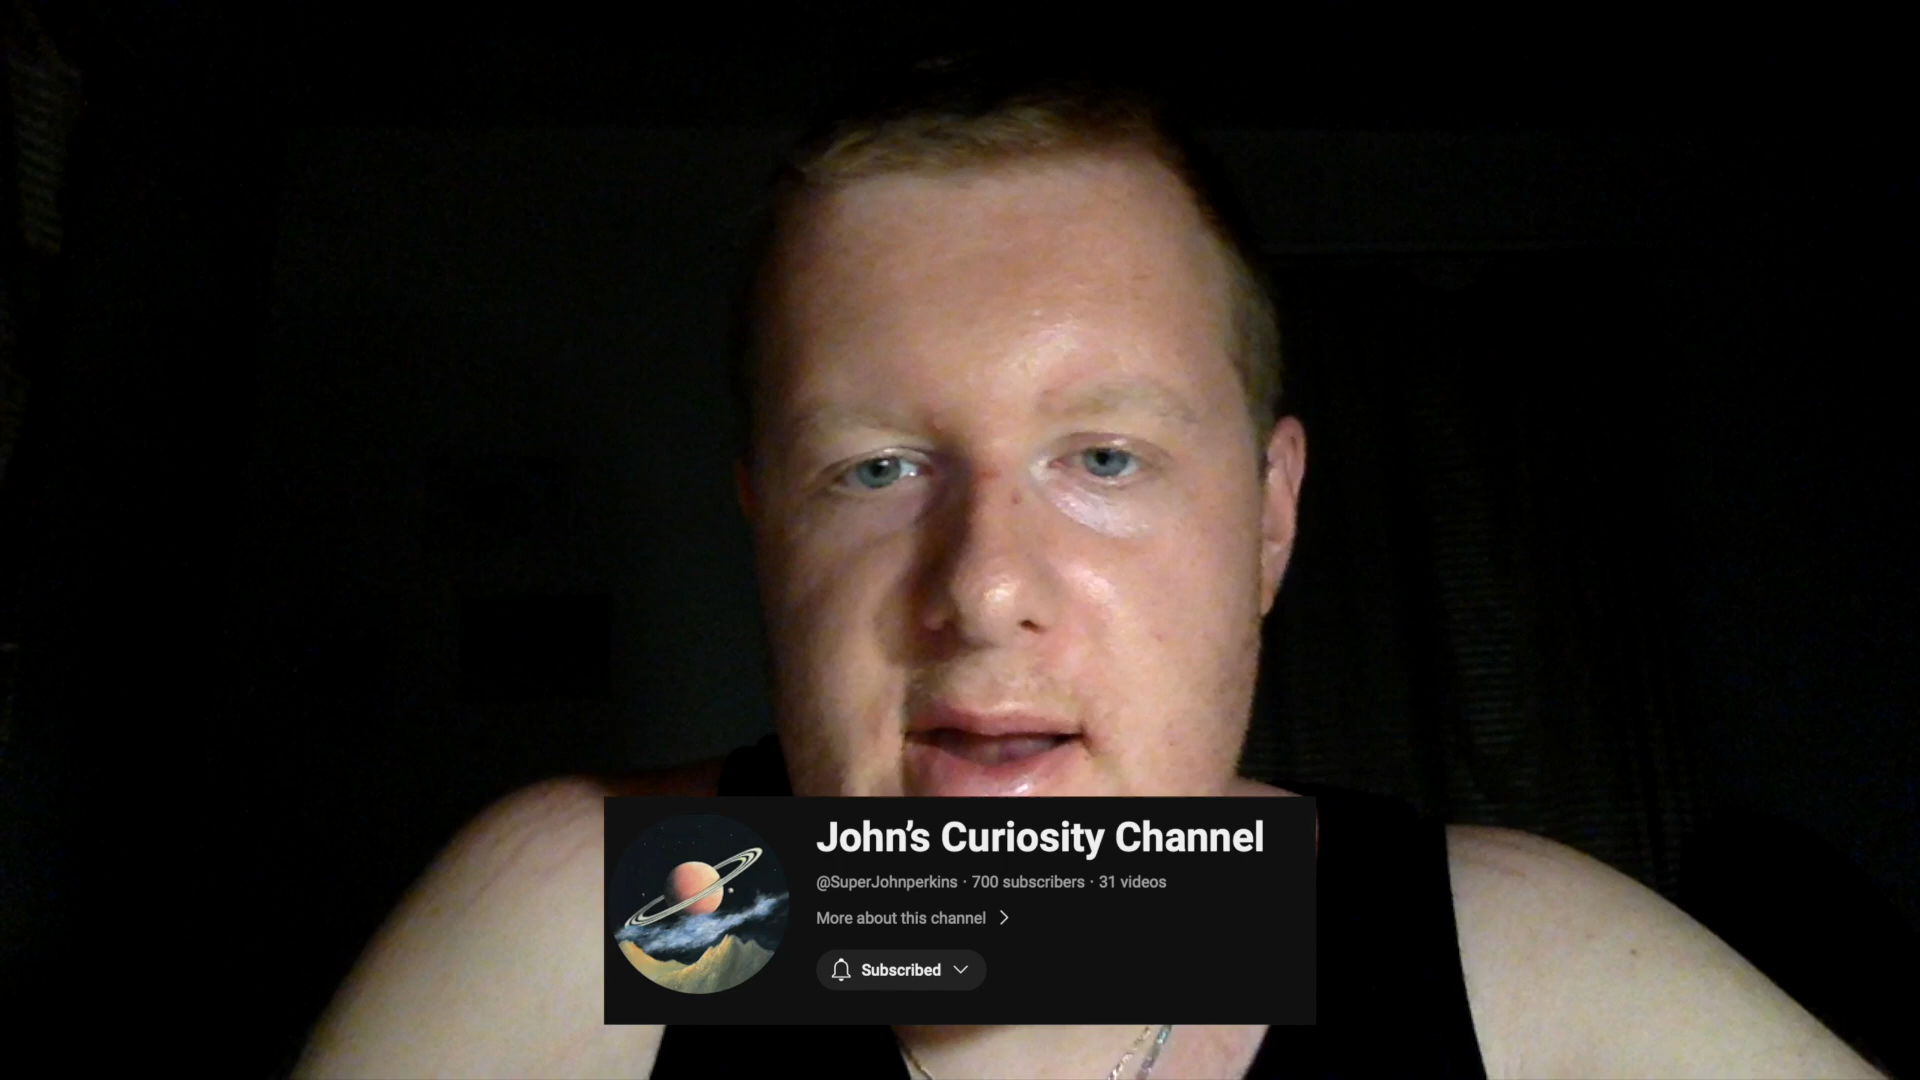 John’s Curiosity Channel
@SuperJohnperkins · 700 subscribers · 31 videos
More about this channel
Subscribed